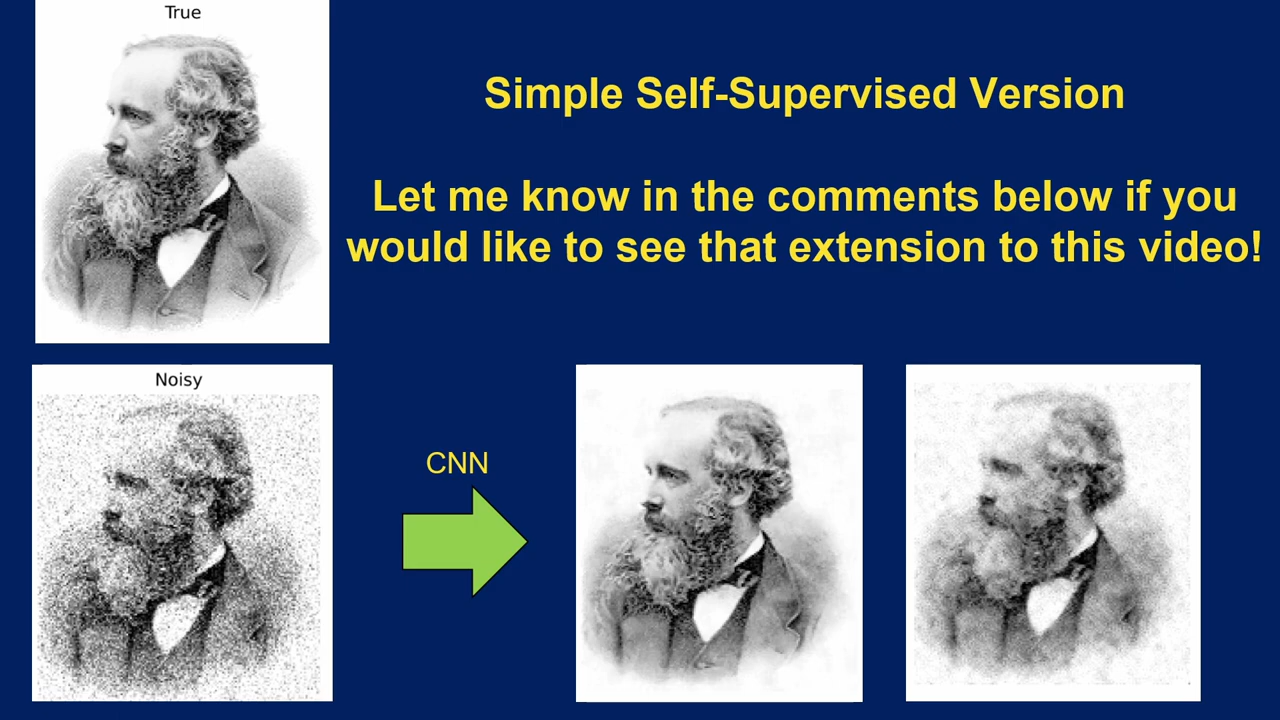 True
Simple Self-Supervised Version
Let me know in the comments below if you
would like to see that extension to this video!
Noisy
CNN